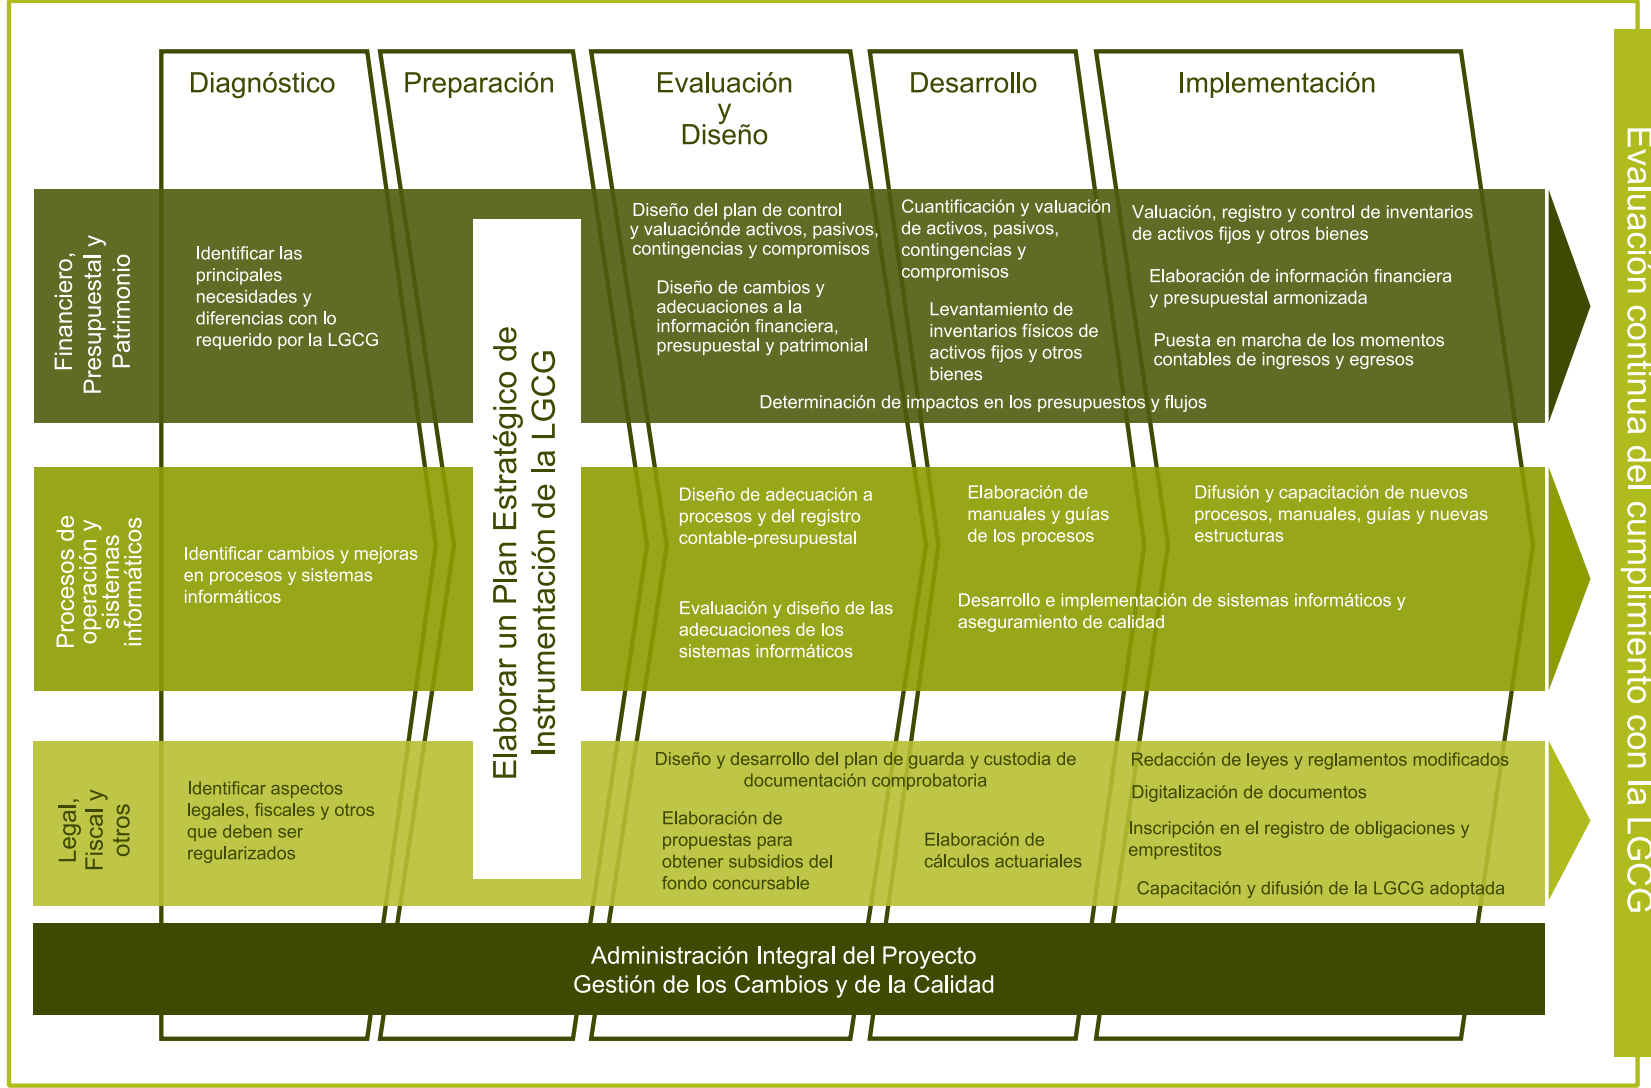 Diagnóstico
Preparación
Evaluación
y
Diseño
Desarrollo
Implementación
Financiero,
Presupuestal y
Patrimonio
Identificar las
principales
necesidades y
diferencias con lo
requerido por la LGCG
Elaborar un Plan Estratégico de
Instrumentación de la LGCG
Diseño del plan de control
y valuaciónde activos, pasivos,
contingencias y compromisos
Diseño de cambios y
adecuaciones a la
información financiera,
presupuestal y patrimonial
Cuantificación y valuación
de activos, pasivos,
contingencias y
compromisos
Levantamiento de
inventarios físicos de
activos fijos y otros
bienes
Valuación, registro y control de inventarios
de activos fijos y otros bienes
Elaboración de información financiera
y presupuestal armonizada
Puesta en marcha de los momentos
contables de ingresos y egresos
Determinación de impactos en los presupuestos y flujos
Procesos de
operación y
sistemas
informáticos
Identificar cambios y mejoras
en procesos y sistemas
informáticos
Diseño de adecuación a
procesos y del registro
contable-presupuestal
Evaluación y diseño de las
adecuaciones de los
sistemas informáticos
Elaboración de
manuales y guías
de los procesos
Difusión y capacitación de nuevos
procesos, manuales, guías y nuevas
estructuras
Desarrollo e implementación de sistemas informáticos y
aseguramiento de calidad
Legal,
Fiscal y
otros
Identificar aspectos
legales, fiscales y otros
que deben ser
regularizados
Diseño y desarrollo del plan de guarda y custodia de
documentación comprobatoria
Elaboración de
propuestas para
obtener subsidios del
fondo concursable
Elaboración de
cálculos actuariales
Redacción de leyes y reglamentos modificados
Digitalización de documentos
Inscripción en el registro de obligaciones y
emprestitos
Capacitación y difusión de la LGCG adoptada
Administración Integral del Proyecto
Gestión de los Cambios y de la Calidad
Evaluación continua del cumplimiento con la LGCG